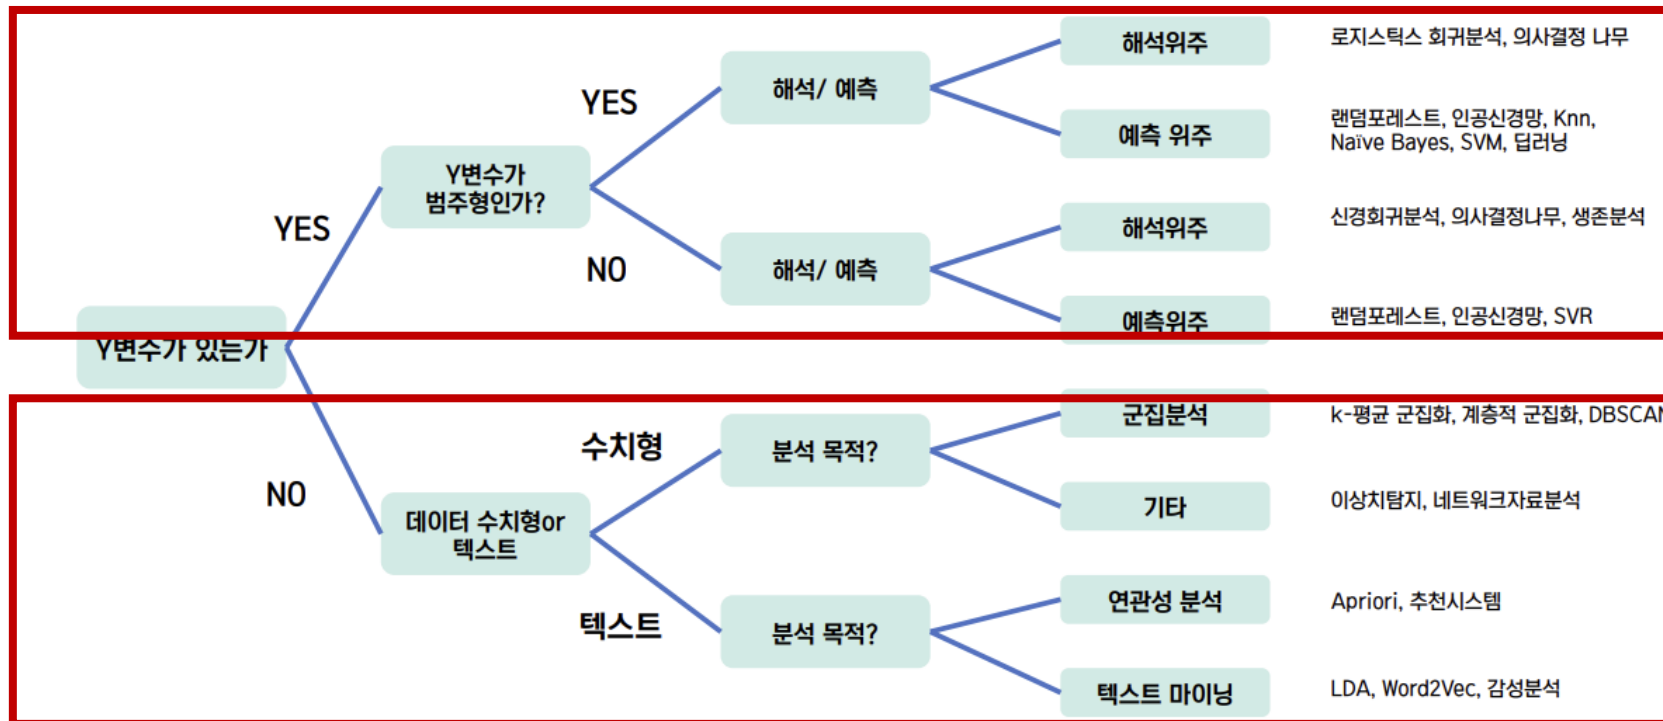 해석위주
로지스틱스 회귀분석, 의사결정 나무
YES
해석/ 예측
예측 위주
랜덤포레스트, 인공신경망, Knn,
Naïve Bayes, SVM, 딥러닝
Y변수가
범주형인가?
YES
해석위주
신경회귀분석, 의사결정나무, 생존분석
NO
해석/ 예측
예측위주
랜덤포레스트, 인공신경망, SVR
Y변수가 있는가
군집분석
k-평균 군집화, 계층적 군집화, DBSCAN
수치형
분석 목적?
NO
기타
이상치탐지, 네트워크자료분석
데이터 수치형or
텍스트
연관성 분석
Apriori, 추천시스템
텍스트
분석 목적?
텍스트 마이닝
LDA, Word2Vec, 감성분석